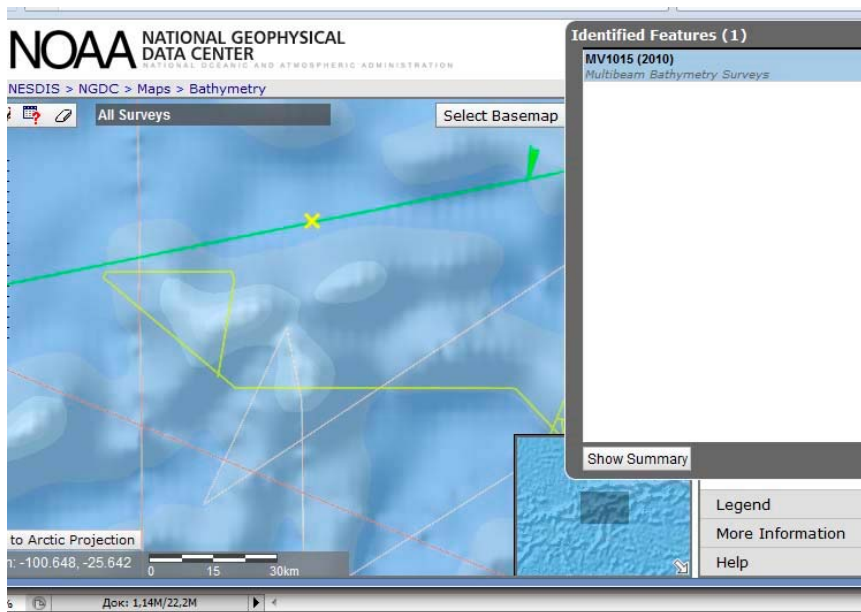 NOAA NATIONAL GEOPHYSICAL
DATA CENTER
NATIONAL OCEANIC AND ATMOSPHERIC ADMINISTRATION
NESDIS > NGDC > Maps > Bathymetry
All Surveys
Select Basemap
Identified Features (1)
MV1015 (2010)
Multibeam Bathymetry Surveys
Show Summary
Legend
More Information
Help
to Arctic Projection
-100.648, -25.642
0 15 30km
Док: 1,14M/22,2M